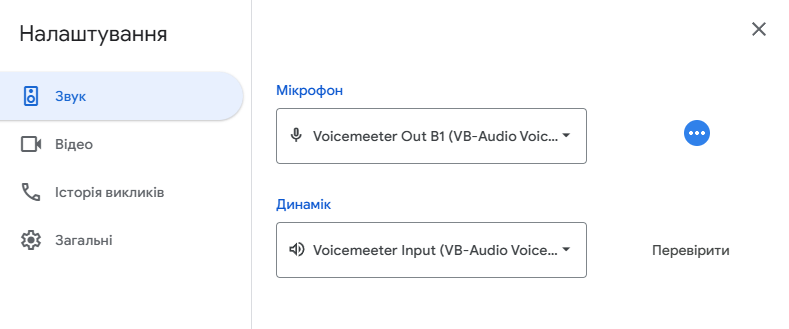 Налаштування
Звук
Відео
Історія викликів
Загальні
Мікрофон
Voicemeeter Out B1 (VB-Audio Voic...
Динамік
Voicemeeter Input (VB-Audio Voice...
Перевірити